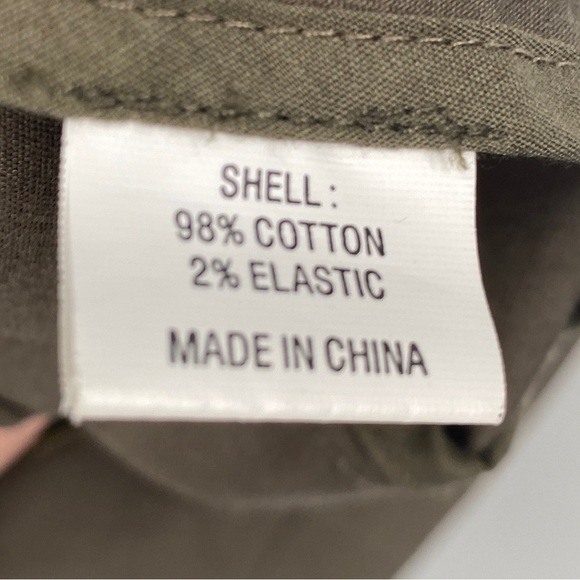 SHELL:
98% COTTON
2% ELASTIC
MADE IN CHINA